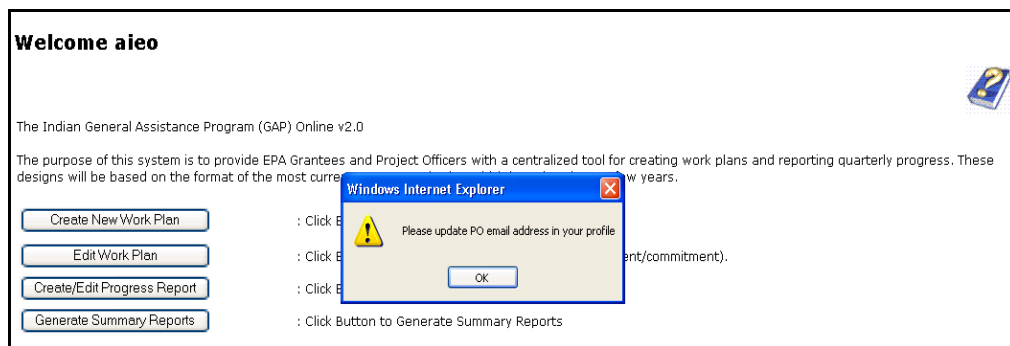 Welcome aieo
The Indian General Assistance Program (GAP) Online v2.0
The purpose of this system is to provide EPA Grantees and Project Officers with a centralized tool for creating work plans and reporting quarterly progress. These
designs will be based on the format of the most
few years.
Windows Internet Explorer
Please update PO email address in your profile
OK
Create New Work Plan : Click
Edit Work Plan : Click ent/commitment).
Create/Edit Progress Report : Click
Generate Summary Reports : Click Button to Generate Summary Reports